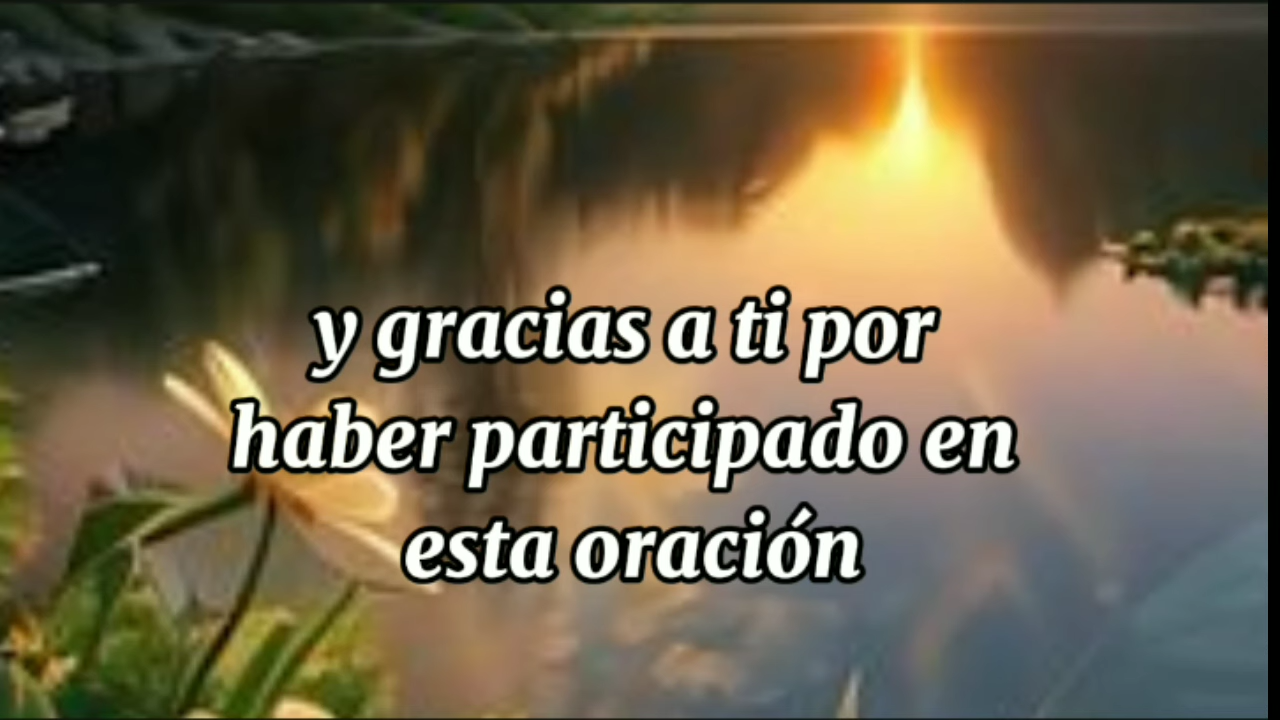 y gracias a ti por
haber participado en
esta oración